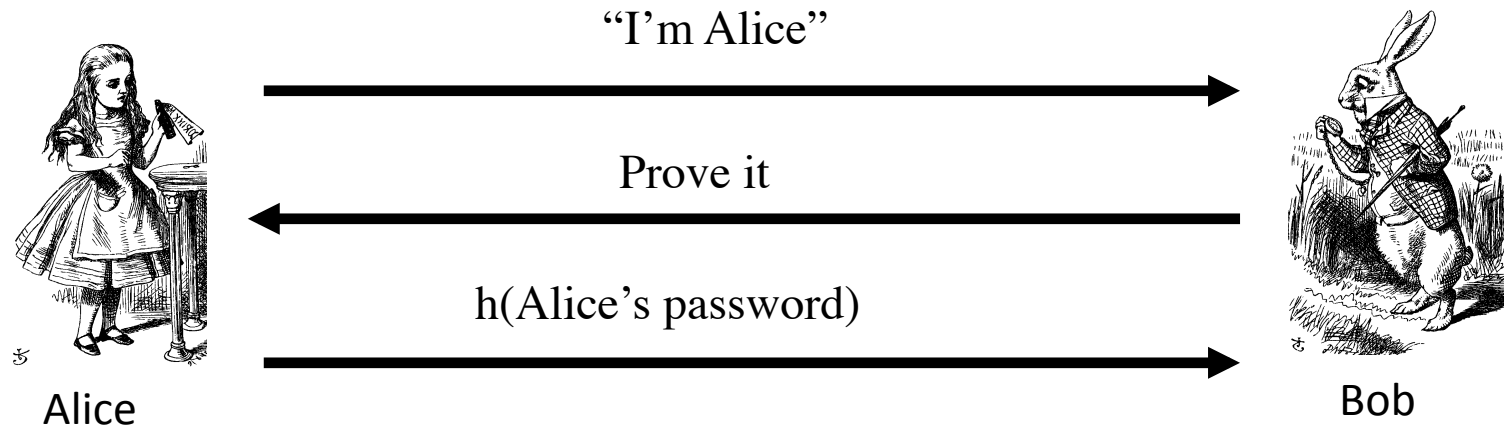 “I’m Alice”
Prove it
h(Alice’s password)
Alice
Bob